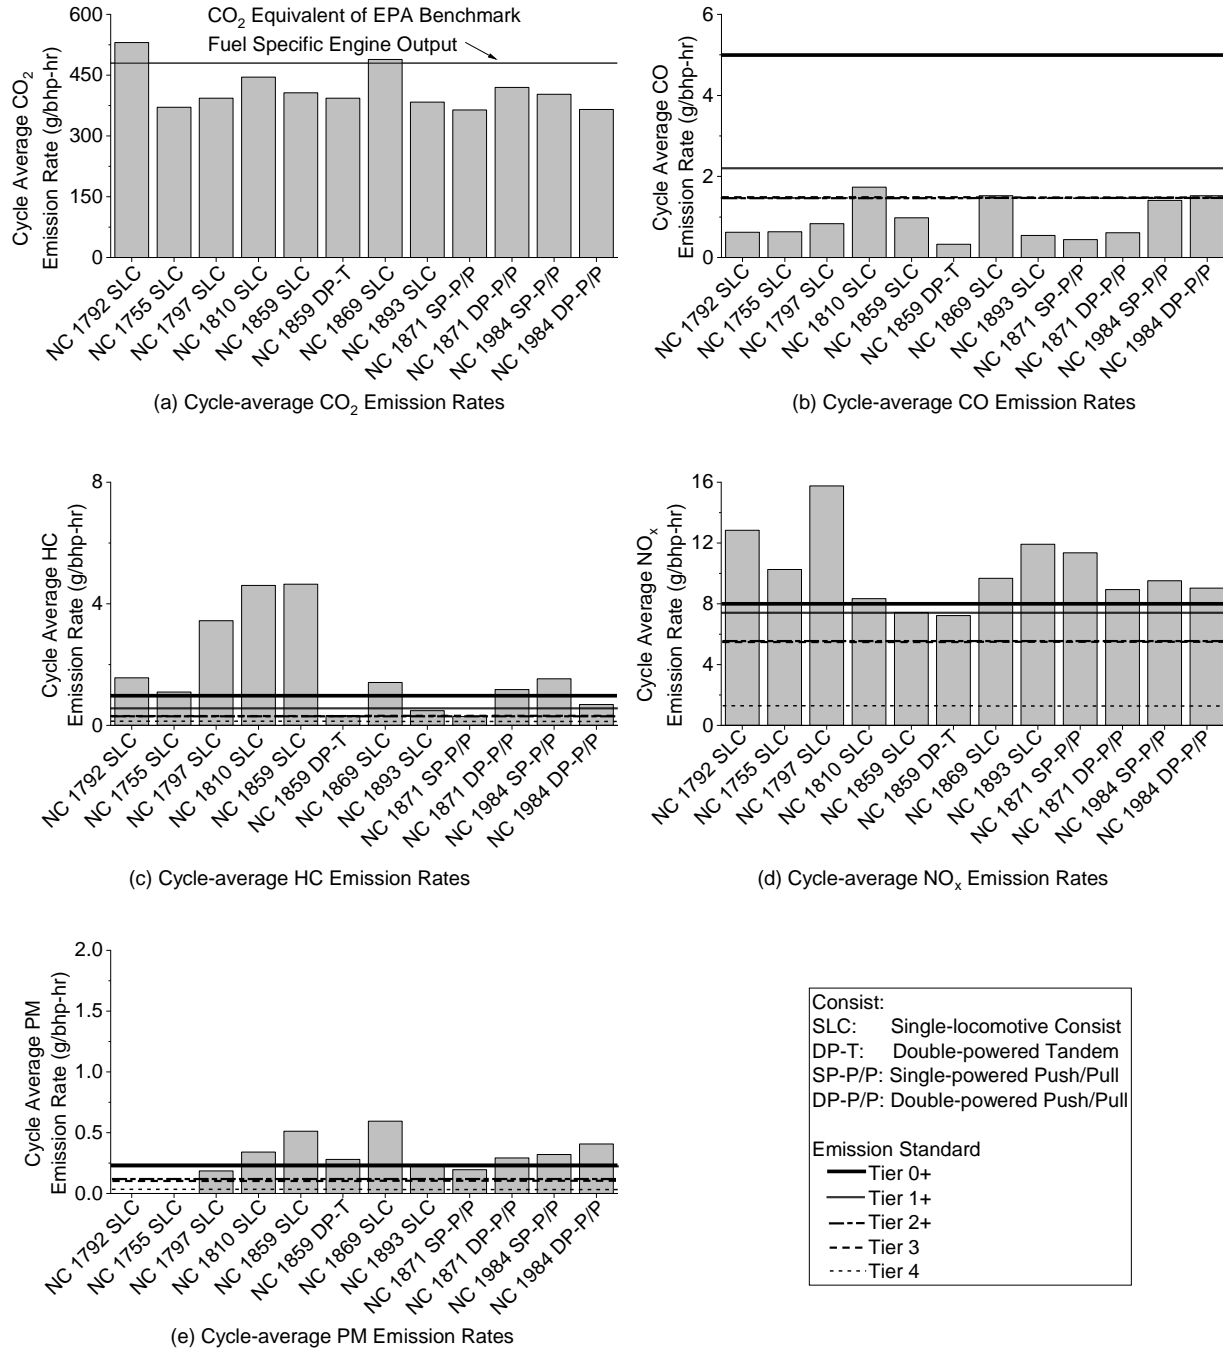 CO2 Equivalent of EPA Benchmark
Fuel Specific Engine Output
Cycle Average CO2
Emission Rate (g/bhp-hr)
600
450
300
150
0
NC 1792 SLC
NC 1755 SLC
NC 1797 SLC
NC 1810 SLC
NC 1859 SLC
NC 1859 DP-T
NC 1869 SLC
NC 1893 SLC
NC 1871 SP-P/P
NC 1871 DP-P/P
NC 1984 SP-P/P
NC 1984 DP-P/P
(a) Cycle-average CO2 Emission Rates
Cycle Average CO
Emission Rate (g/bhp-hr)
6
4
2
0
NC 1792 SLC
NC 1755 SLC
NC 1797 SLC
NC 1810 SLC
NC 1859 SLC
NC 1859 DP-T
NC 1869 SLC
NC 1893 SLC
NC 1871 SP-P/P
NC 1871 DP-P/P
NC 1984 SP-P/P
NC 1984 DP-P/P
(b) Cycle-average CO Emission Rates
Cycle Average HC
Emission Rate (g/bhp-hr)
8
4
0
NC 1792 SLC
NC 1755 SLC
NC 1797 SLC
NC 1810 SLC
NC 1859 SLC
NC 1859 DP-T
NC 1869 SLC
NC 1893 SLC
NC 1871 SP-P/P
NC 1871 DP-P/P
NC 1984 SP-P/P
NC 1984 DP-P/P
(c) Cycle-average HC Emission Rates
Cycle Average NOx
Emission Rate (g/bhp-hr)
16
12
8
4
0
NC 1792 SLC
NC 1755 SLC
NC 1797 SLC
NC 1810 SLC
NC 1859 SLC
NC 1859 DP-T
NC 1869 SLC
NC 1893 SLC
NC 1871 SP-P/P
NC 1871 DP-P/P
NC 1984 SP-P/P
NC 1984 DP-P/P
(d) Cycle-average NOx Emission Rates
Cycle Average PM
Emission Rate (g/bhp-hr)
2.0
1.5
1.0
0.5
0.0
NC 1792 SLC
NC 1755 SLC
NC 1797 SLC
NC 1810 SLC
NC 1859 SLC
NC 1859 DP-T
NC 1869 SLC
NC 1893 SLC
NC 1871 SP-P/P
NC 1871 DP-P/P
NC 1984 SP-P/P
NC 1984 DP-P/P
(e) Cycle-average PM Emission Rates
Consist:
SLC: Single-locomotive Consist
DP-T: Double-powered Tandem
SP-P/P: Single-powered Push/Pull
DP-P/P: Double-powered Push/Pull
Emission Standard
Tier 0+
Tier 1+
Tier 2+
Tier 3
Tier 4